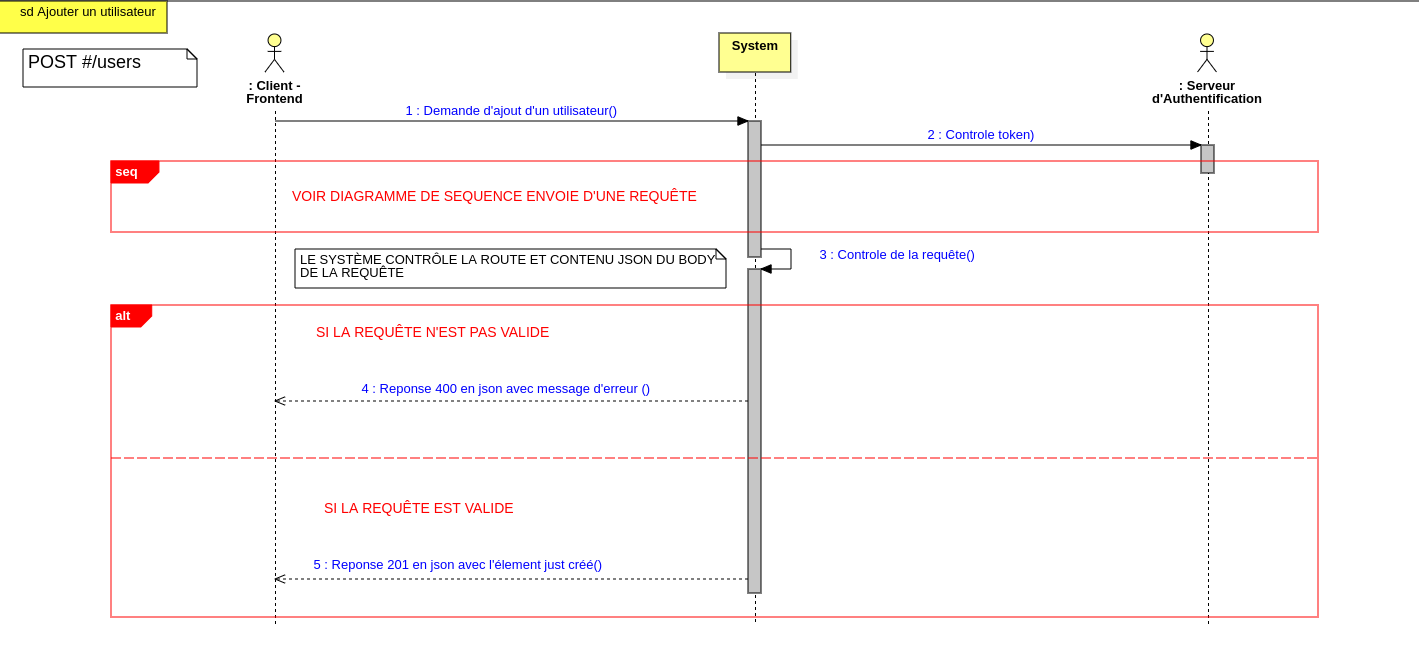 sd Ajouter un utilisateur
POST #/users
: Client -
Frontend
System
: Serveur
d'Authentification
1 : Demande d'ajout d'un utilisateur()
2 : Controle token)
seq
VOIR DIAGRAMME DE SEQUENCE ENVOIE D'UNE REQUÊTE
LE SYSTÈME CONTRÔLE LA ROUTE ET CONTENU JSON DU BODY
DE LA REQUÊTE
3 : Controle de la requête()
alt
SI LA REQUÊTE N'EST PAS VALIDE
4 : Reponse 400 en json avec message d'erreur ()
SI LA REQUÊTE EST VALIDE
5 : Reponse 201 en json avec l'élement just créé()